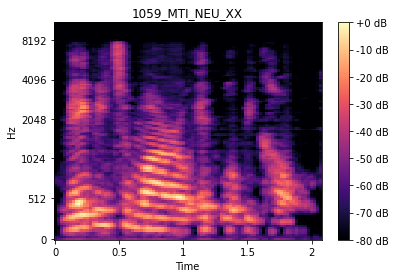 1059_MTI_NEU_XX
8192
4096
2048
1024
512
0
Hz
0
0.5
1
1.5
2
Time
+0 dB
-10 dB
-20 dB
-30 dB
-40 dB
-50 dB
-60 dB
-70 dB
-80 dB